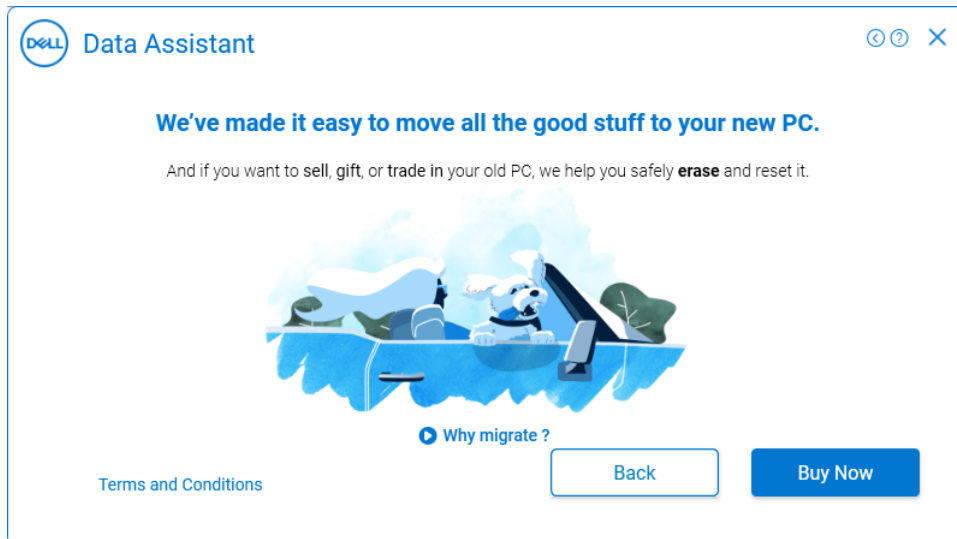 DELL Data Assistant
We’ve made it easy to move all the good stuff to your new PC.
And if you want to sell, gift, or trade in your old PC, we help you safely erase and reset it.
Why migrate ?
Back
Buy Now
Terms and Conditions